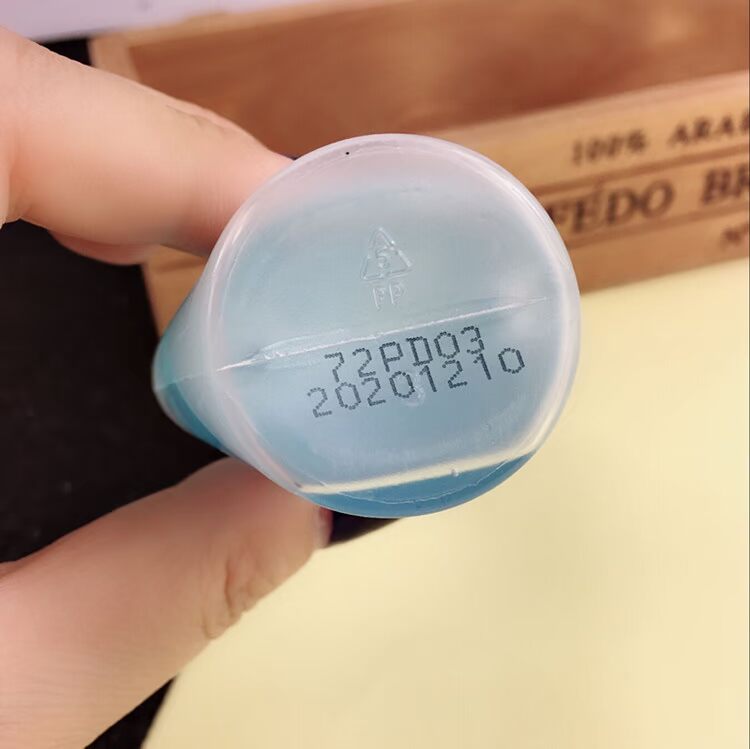 100% ARA
FÉDO BR
5
PP
72PD03
20201210